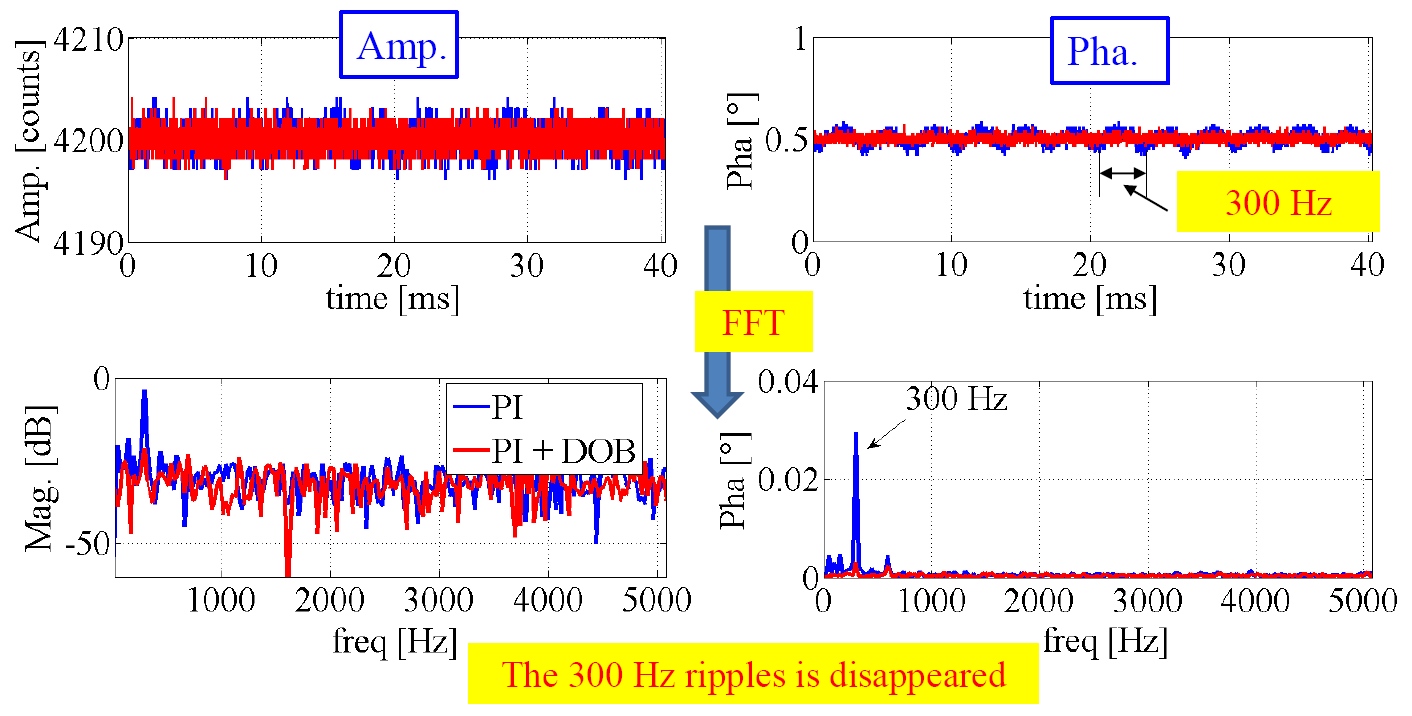 Amp.
Amp. [counts]
4210
4200
4190
0 10 20 30 40
time [ms]
Pha.
Pha [°]
1
0.5
0
0 10 20 30 40
time [ms]
300 Hz
FFT
Mag. [dB]
0
-50
PI
PI + DOB
1000 2000 3000 4000 5000
freq [Hz]
Pha [°]
0.04
0.02
0
300 Hz
0 1000 2000 3000 4000 5000
freq [Hz]
The 300 Hz ripples is disappeared